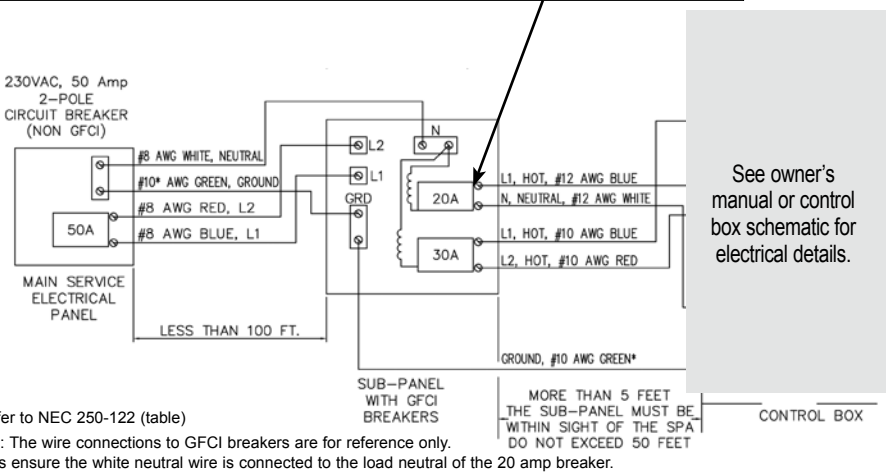 230VAC, 50 Amp
2-POLE
CIRCUIT BREAKER
(NON GFCI)
#8 AWG WHITE, NEUTRAL
#10* AWG GREEN, GROUND
#8 AWG RED, L2
#8 AWG BLUE, L1
50A
MAIN SERVICE
ELECTRICAL
PANEL
LESS THAN 100 FT.
N
L2
L1
GRD
20A
30A
L1, HOT, #12 AWG BLUE
N, NEUTRAL, #12 AWG WHITE
L1, HOT, #10 AWG BLUE
L2, HOT, #10 AWG RED
GROUND, #10 AWG GREEN*
SUB-PANEL
WITH GFCI
BREAKERS
MORE THAN 5 FEET
THE SUB-PANEL MUST BE
WITHIN SIGHT OF THE SPA
DO NOT EXCEED 50 FEET
See owner's
manual or control
box schematic for
electrical details.
CONTROL BOX
to NEC 250-122 (table)
: The wire connections to GFCI breakers are for reference only.
ensure the white neutral wire is connected to the load neutral of the 20 amp breaker.